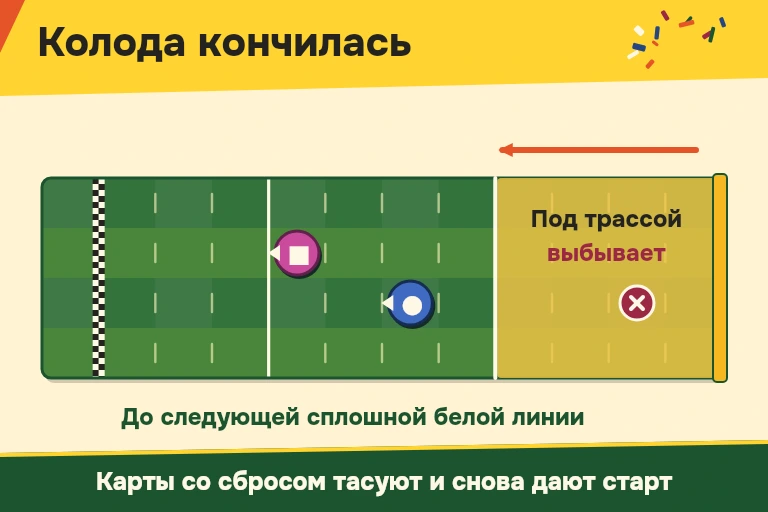 Колода кончилась
Под трассой
выбывает
До следующей сплошной белой линии
Карты со сбросом тасуют и снова дают старт